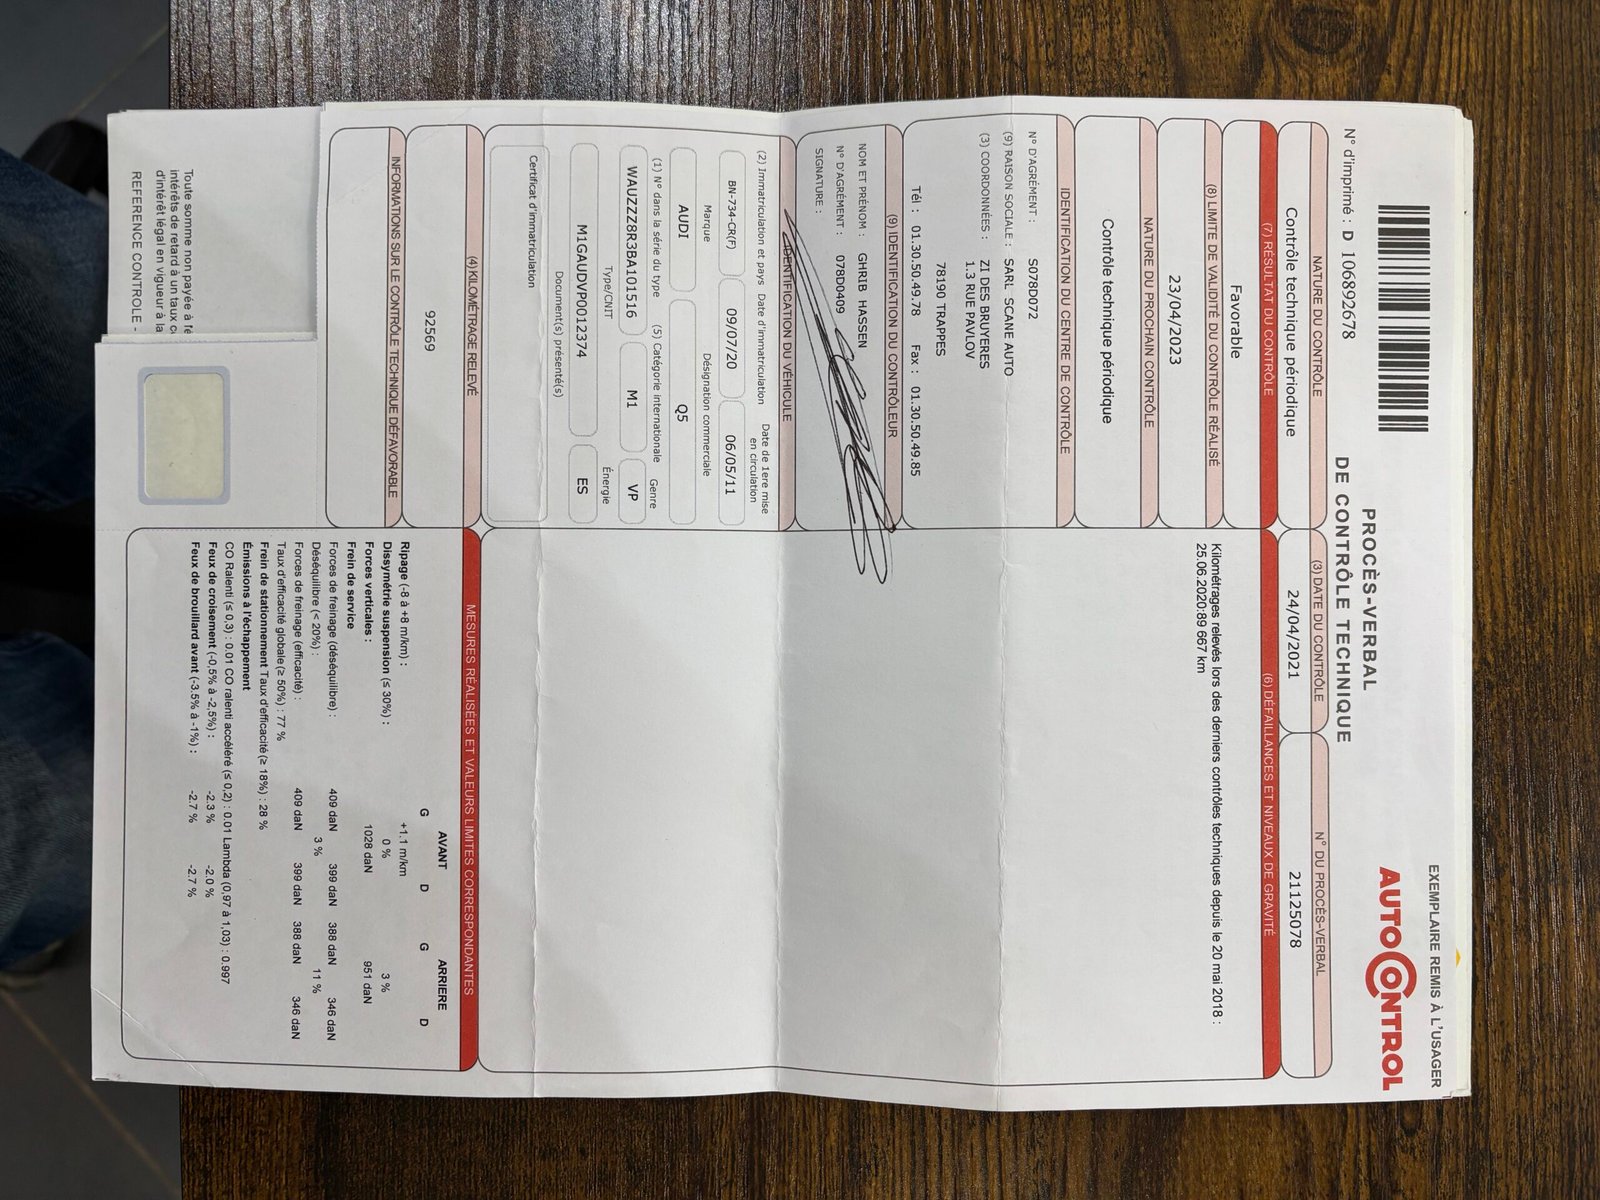 EXEMPLAIRE REMIS À L'USAGER
AUTOCONTROL
PROCÈS-VERBAL
DE CONTRÔLE TECHNIQUE
N° d'imprimé : D 106892678
NATURE DU CONTRÔLE
Contrôle technique périodique
(3) DATE DU CONTRÔLE
24/04/2021
N° DU PROCÈS-VERBAL
21125078
(7) RÉSULTAT DU CONTRÔLE
Favorable
(8) LIMITE DE VALIDITÉ DU CONTRÔLE RÉALISÉ
23/04/2023
NATURE DU PROCHAIN CONTRÔLE
Contrôle technique périodique
IDENTIFICATION DU CENTRE DE CONTRÔLE
N° D'AGRÉMENT : S078D072
(9) RAISON SOCIALE : SARL SCANE AUTO
(3) COORDONNÉES : ZI DES BRUYERES
1.3 RUE PAVLOV
78190 TRAPPES
Tél : 01.30.50.49.78 Fax : 01.30.50.49.85
(9) IDENTIFICATION DU CONTRÔLEUR
NOM ET PRÉNOM : GHRIB HASSEN
N° D'AGRÉMENT : 078D0409
SIGNATURE :
IDENTIFICATION DU VÉHICULE
(2) Immatriculation et pays Date d'immatriculation Date de 1ere mise en circulation
BN-734-CR(F) 09/07/20 06/05/11
Marque Désignation commerciale
AUDI Q5
(1) N° dans la série du type (5) Catégorie internationale Genre
WAUZZZ8R3BA101516 M1 VP
Type/CNIT Énergie
M1GAUDVP0012374 ES
Document(s) présenté(s)
Certificat d'immatriculation
(4) KILOMÉTRAGE RELEVÉ
92569
INFORMATIONS SUR LE CONTRÔLE TECHNIQUE DÉFAVORABLE
(6) DÉFAILLANCES ET NIVEAUX DE GRAVITÉ
Kilométrages relevés lors des derniers contrôles techniques depuis le 20 mai 2018 :
25.06.2020:89 667 km
MESURES RÉALISÉES ET VALEURS LIMITES CORRESPONDANTES
AVANT ARRIERE
G D G D
Ripage (-8 à +8 m/km) : +1.1 m/km
Dissymétrie suspension (≤ 30%) : 0 % 3 %
Forces verticales : 1028 daN 951 daN
Frein de service
Forces de freinage (déséquilibre) : 409 daN 399 daN 388 daN 346 daN
Déséquilibre (< 20%) : 3 % 11 %
Forces de freinage (efficacité) : 409 daN 399 daN 388 daN 346 daN
Taux d'efficacité globale (≥ 50%) : 77 %
Frein de stationnement Taux d'efficacité (≥ 18%) : 28 %
Émissions à l'échappement
CO Ralenti (≤ 0,3) : 0.01 CO ralenti accéléré (≤ 0,2) : 0.01 Lambda (0,97 à 1,03) : 0.997
Feux de croisement (-0,5% à -2,5%) : -2.3 % -2.0 %
Feux de brouillard avant (-3.5% à -1%) : -2.7 % -2.7 %
Toute somme non payée à
intérêts de retard à un taux
d'intérêt légal en vigueur à la
REFERENCE CONTROLE -